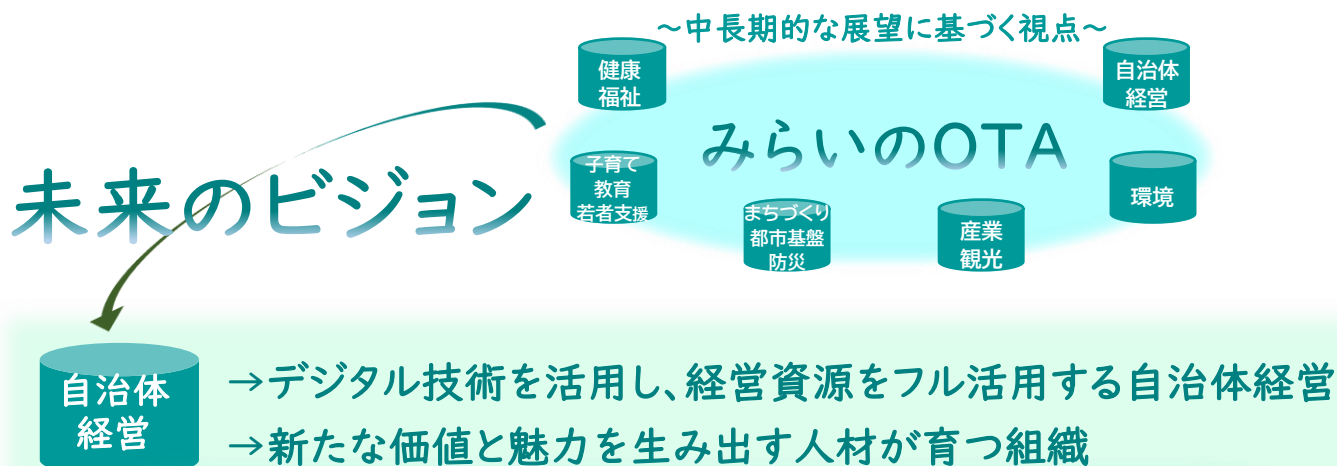 ～中長期的な展望に基づく視点～
健康
福祉
自治体
経営
みらいのOTA
未来のビジョン
子育て
教育
若者支援
まちづくり
都市基盤
防災
産業
観光
環境
自治体
経営
→デジタル技術を活用し、経営資源をフル活用する自治体経営
→新たな価値と魅力を生み出す人材が育つ組織